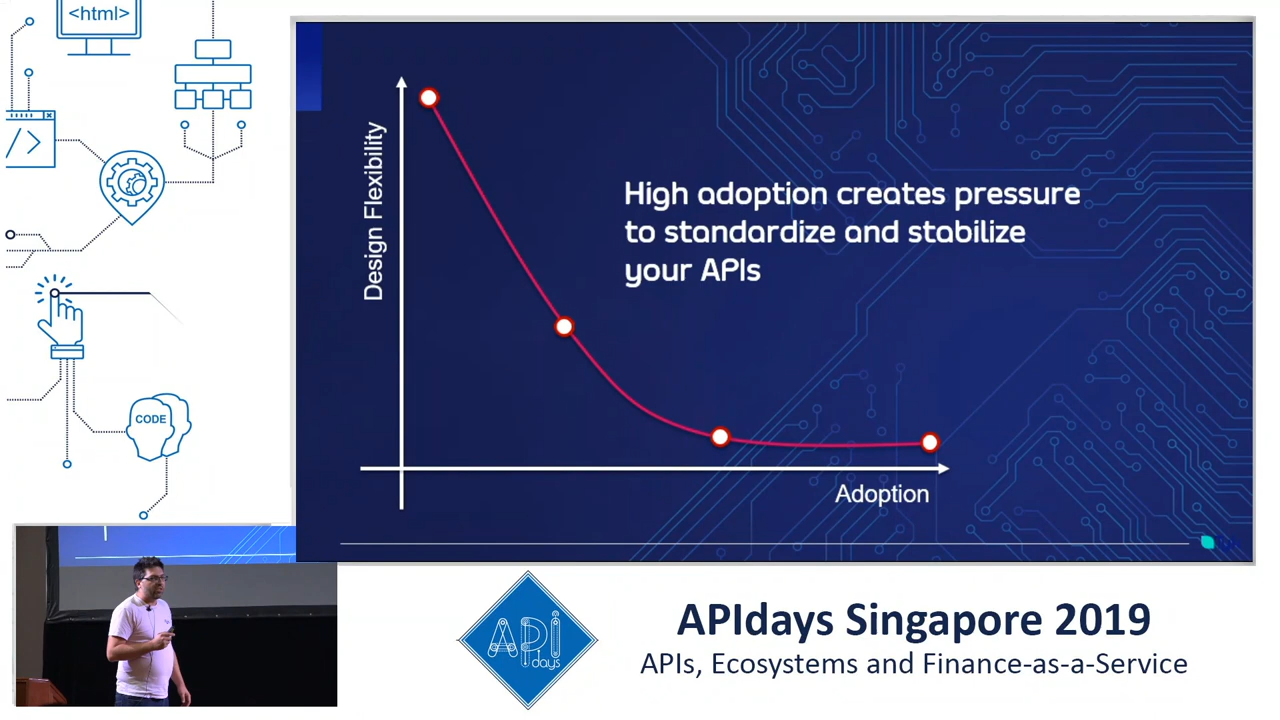 <html>
</>
CODE
Design Flexibility
High adoption creates pressure
to standardize and stabilize
your APIs
Adoption
API
days
APIdays Singapore 2019
APIs, Ecosystems and Finance-as-a-Service